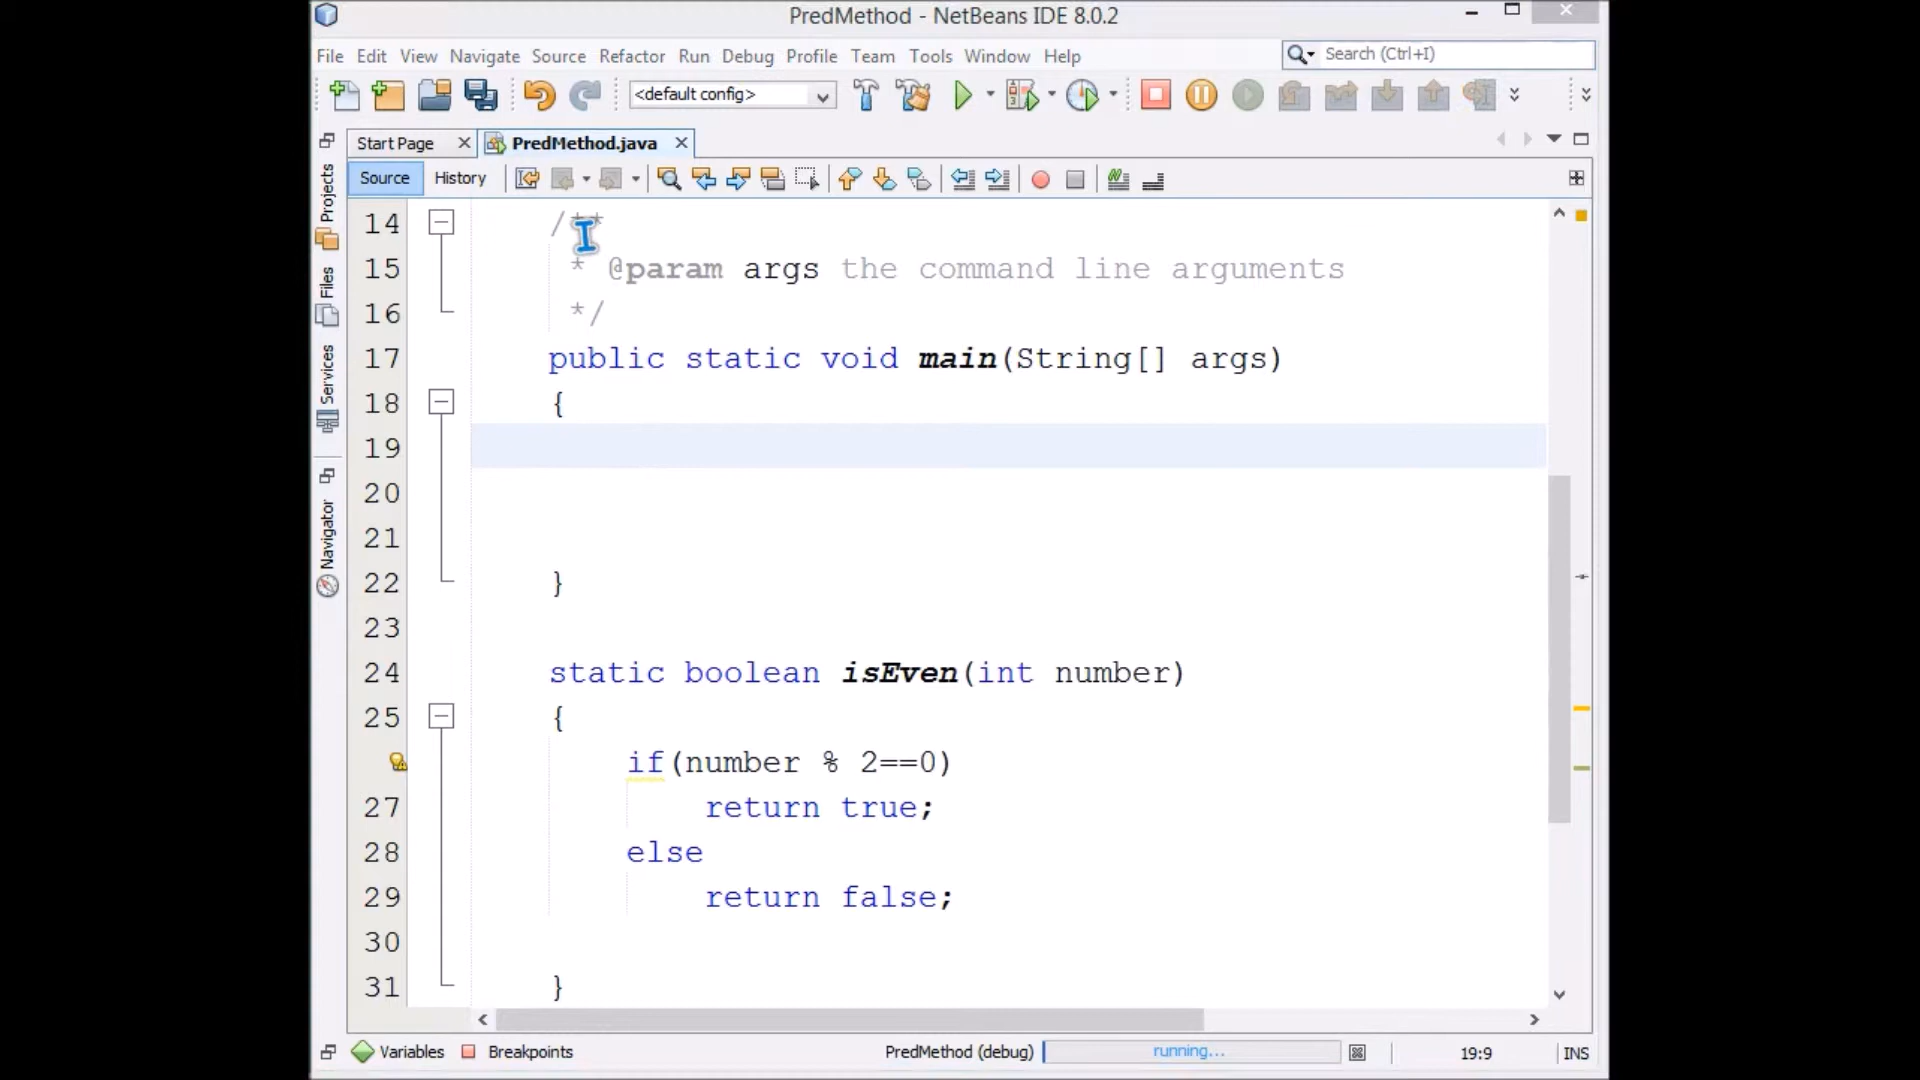 PredMethod - NetBeans IDE 8.0.2
File Edit View Navigate Source Refactor Run Debug Profile Team Tools Window Help
Search (Ctrl+I)
<default config>
Start Page
PredMethod.java
Source History
Projects
Files
Services
Navigator
14 /**
15 * @param args the command line arguments
16 */
17 public static void main(String[] args)
18 {
19
20
21
22 }
23
24 static boolean isEven(int number)
25 {
if(number % 2==0)
27 return true;
28 else
29 return false;
30
31 }
Variables Breakpoints PredMethod (debug) running... 19:9 INS